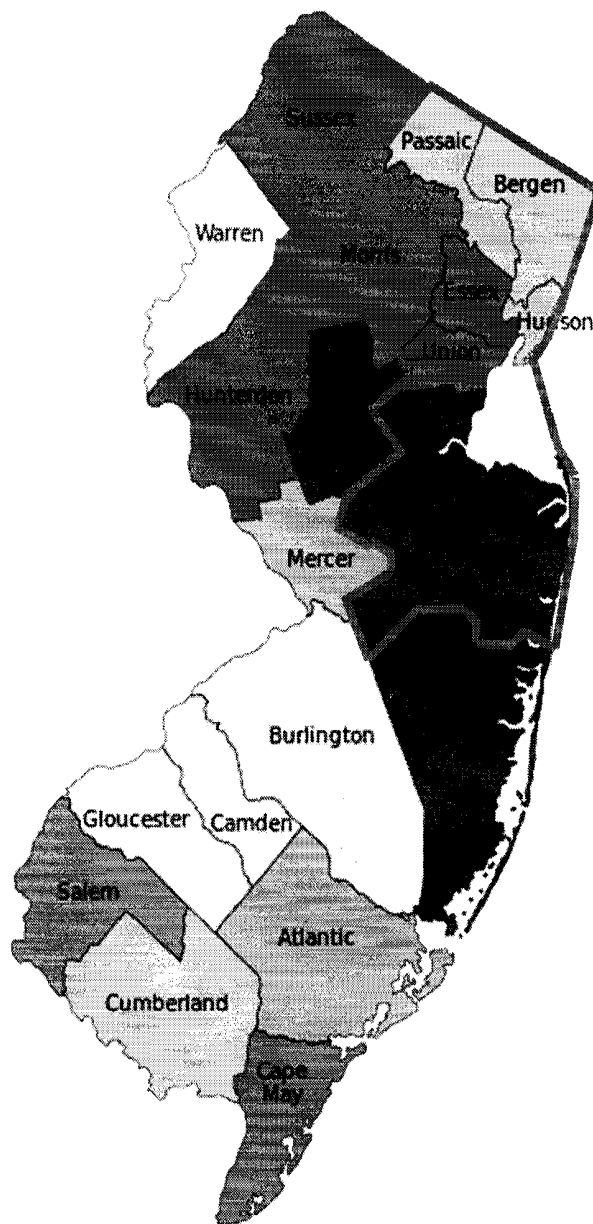 Sussex
Passaic
Bergen
Warren
Morris
Essex
Hudson
Union
Hunterdon
Mercer
Burlington
Gloucester
Camden
Salem
Atlantic
Cumberland
Cape
May